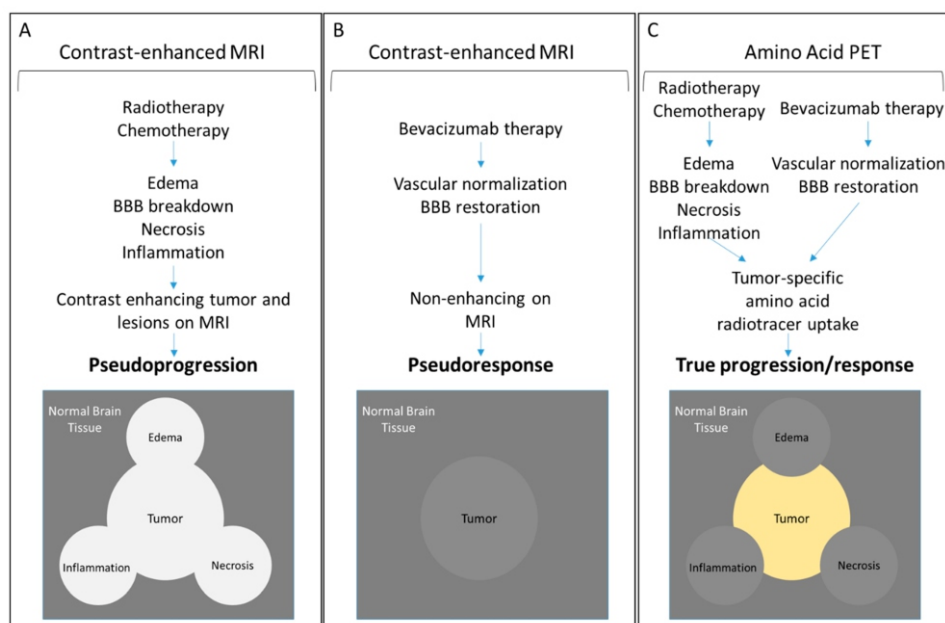 A
Contrast-enhanced MRI
Radiotherapy
Chemotherapy
Edema
BBB breakdown
Necrosis
Inflammation
Contrast enhancing tumor and
lesions on MRI
Pseudoprogression
Normal Brain
Tissue
Edema
Tumor
Inflammation
Necrosis
B
Contrast-enhanced MRI
Bevacizumab therapy
Vascular normalization
BBB restoration
Non-enhancing on
MRI
Pseudoresponse
Normal Brain
Tissue
Tumor
C
Amino Acid PET
Radiotherapy
Chemotherapy
Bevacizumab therapy
Edema
BBB breakdown
Necrosis
Inflammation
Vascular normalization
BBB restoration
Tumor-specific
amino acid
radiotracer uptake
True progression/response
Normal Brain
Tissue
Edema
Tumor
Inflammation
Necrosis